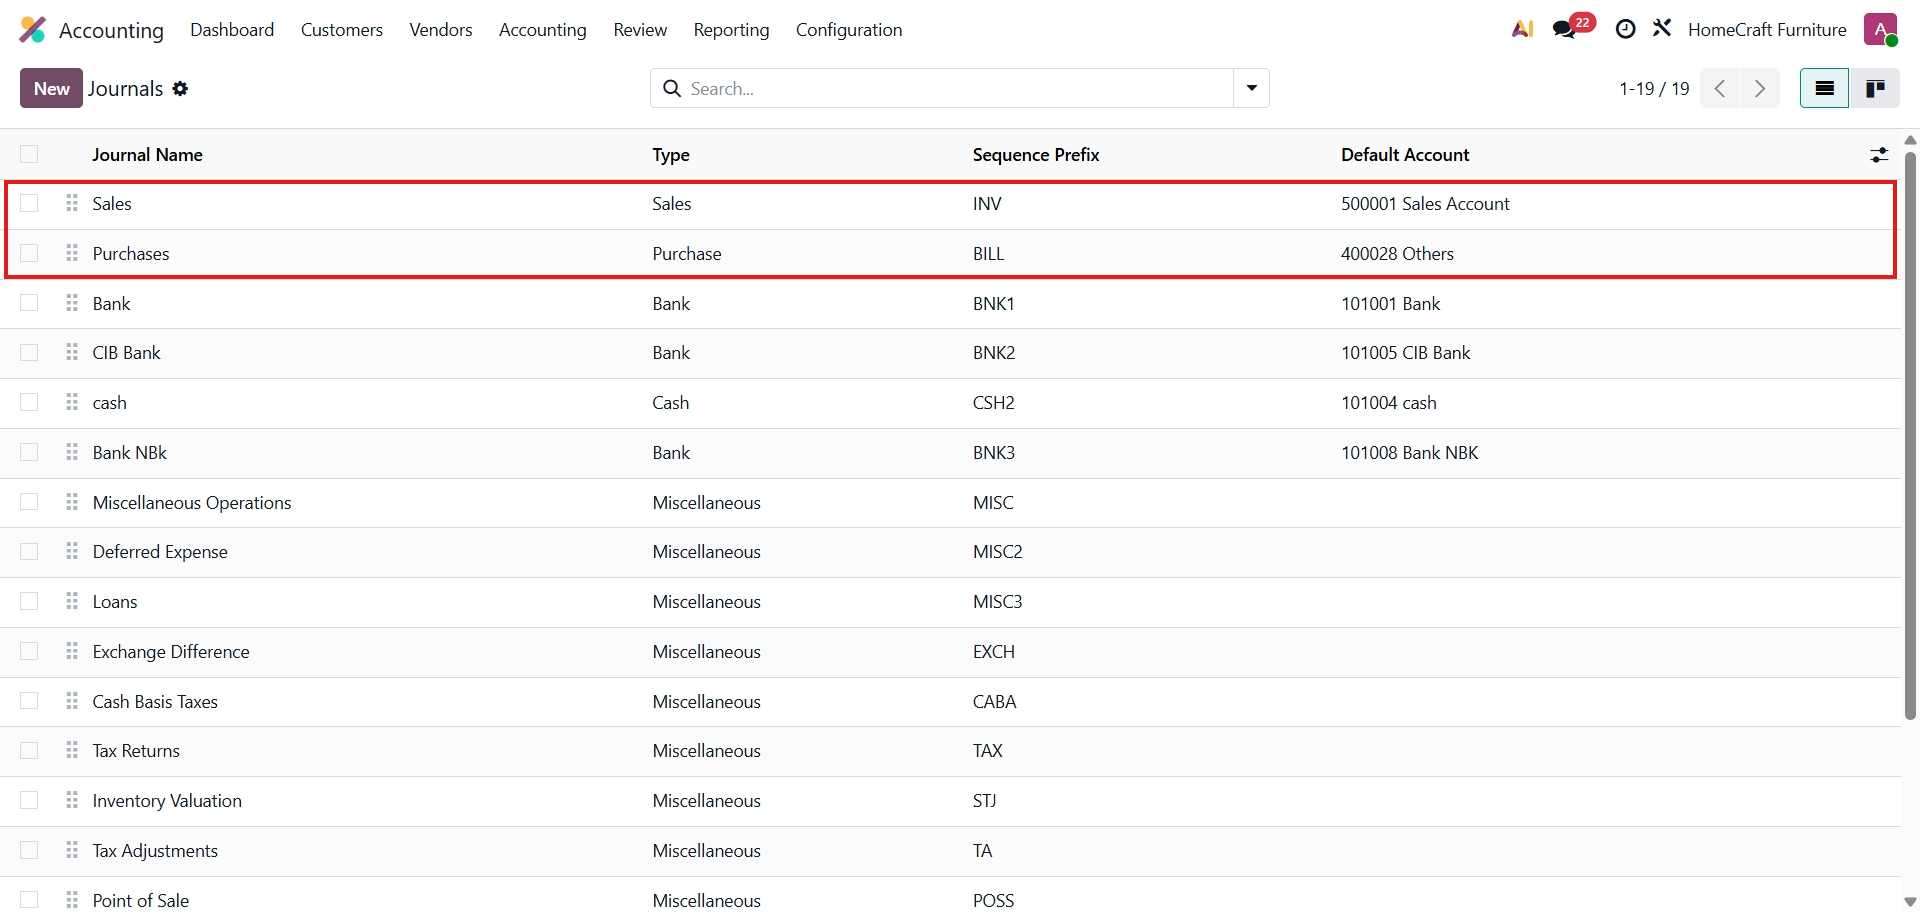 Accounting Dashboard Customers Vendors Accounting Review Reporting Configuration AI 22 HomeCraft Furniture A
New Journals Search... 1-19 / 19
Journal Name Type Sequence Prefix Default Account
Sales Sales INV 500001 Sales Account
Purchases Purchase BILL 400028 Others
Bank Bank BNK1 101001 Bank
CIB Bank Bank BNK2 101005 CIB Bank
cash Cash CSH2 101004 cash
Bank NBk Bank BNK3 101008 Bank NBK
Miscellaneous Operations Miscellaneous MISC
Deferred Expense Miscellaneous MISC2
Loans Miscellaneous MISC3
Exchange Difference Miscellaneous EXCH
Cash Basis Taxes Miscellaneous CABA
Tax Returns Miscellaneous TAX
Inventory Valuation Miscellaneous STJ
Tax Adjustments Miscellaneous TA
Point of Sale Miscellaneous POSS